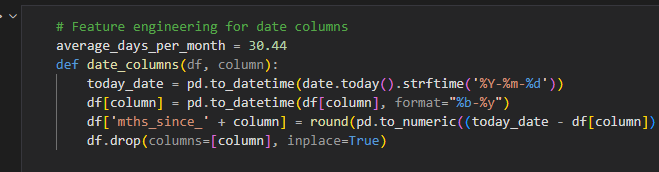 # Feature engineering for date columns
average_days_per_month = 30.44
def date_columns(df, column):
    today_date = pd.to_datetime(date.today().strftime('%Y-%m-%d'))
    df[column] = pd.to_datetime(df[column], format="%b-%y")
    df['mths_since_' + column] = round(pd.to_numeric((today_date - df[column])
    df.drop(columns=[column], inplace=True)